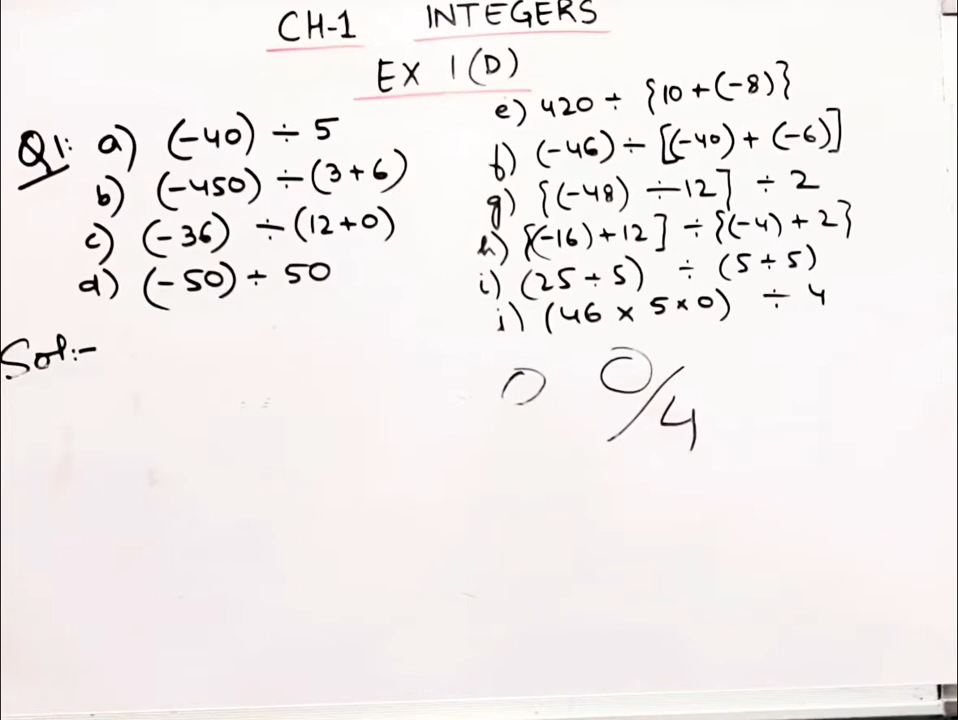 CH-1 INTEGERS
EX 1(D)
Q1: a) (-40) ÷ 5
b) (-450) ÷ (3+6)
c) (-36) ÷ (12+0)
d) (-50) ÷ 50
e) 420 ÷ {10 + (-8)}
f) (-46) ÷ [(-40) + (-6)]
g) {(-48) ÷ 12] ÷ 2
h) {(-16) + 12] ÷ {(-4) + 2}
i) (25 ÷ 5) ÷ (5 ÷ 5)
j) (46 × 5 × 0) ÷ 4
Sol:-
0 0/4